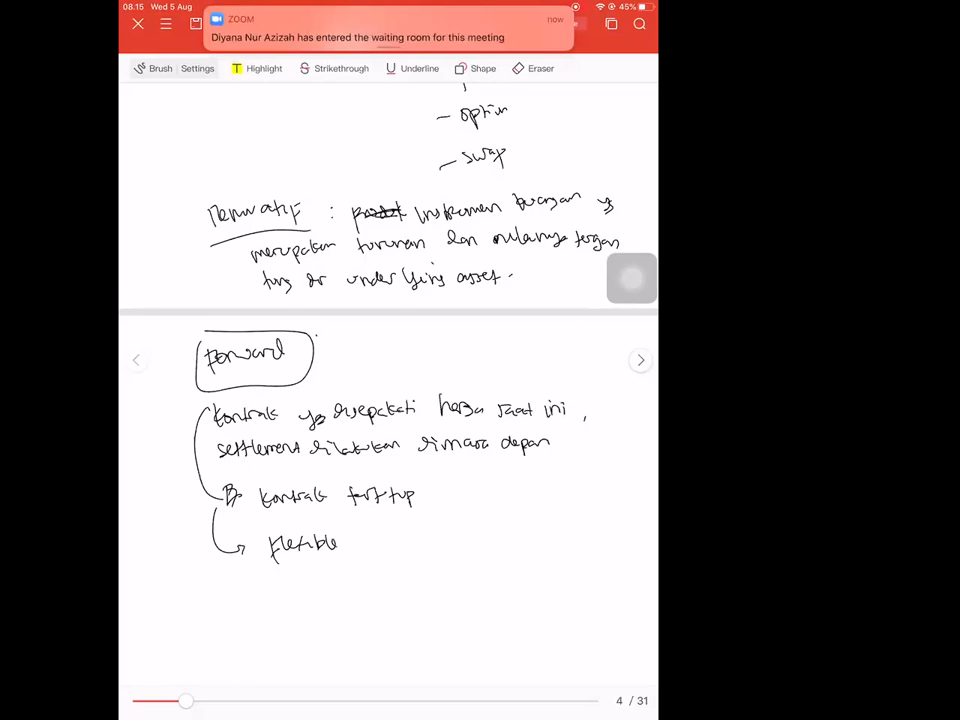 08.15 Wed 5 Aug
45%
ZOOM
now
Diyana Nur Azizah has entered the waiting room for this meeting
Brush Settings Highlight Strikethrough Underline Shape Eraser
– option
– swap
Derivatif : instrumen keuangan yg
merupakan turunan dan nilainya tergan
tung dr underlying asset.
Forward
kontrak yg disepakati harga saat ini,
settlement dilakukan dimasa depan
kontrak tertutup
flexible
4 / 31